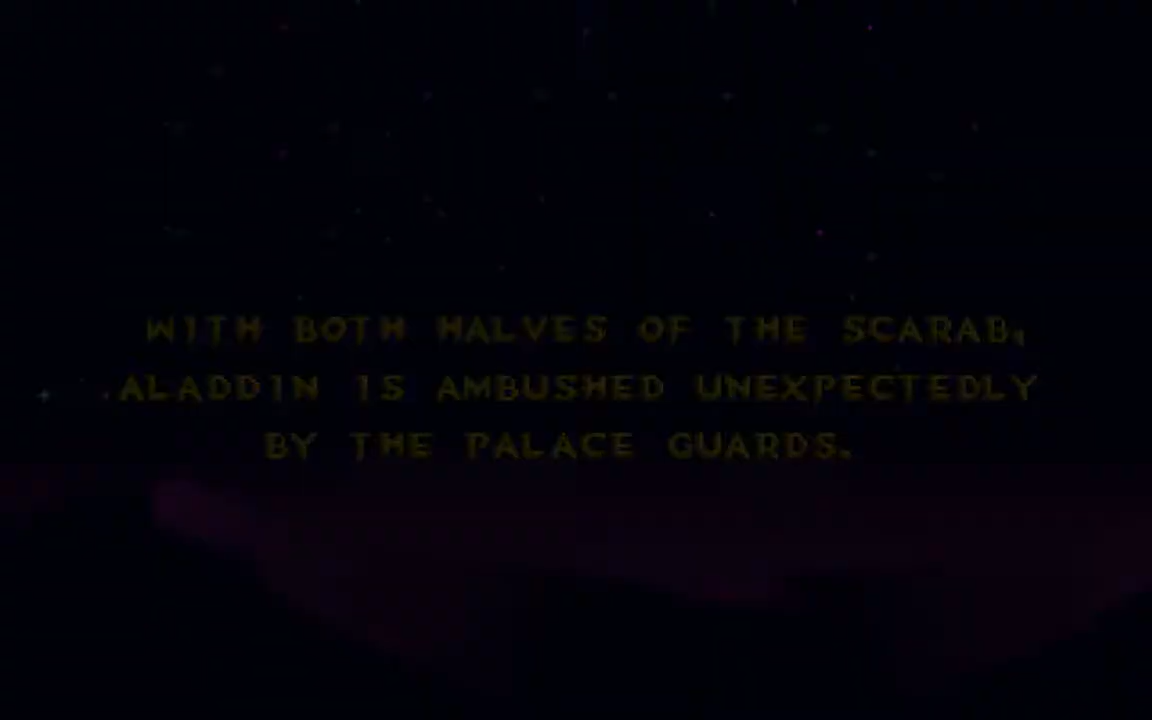 WITH BOTH HALVES OF THE SCARAB,
ALADDIN IS AMBUSHED UNEXPECTEDLY
BY THE PALACE GUARDS.